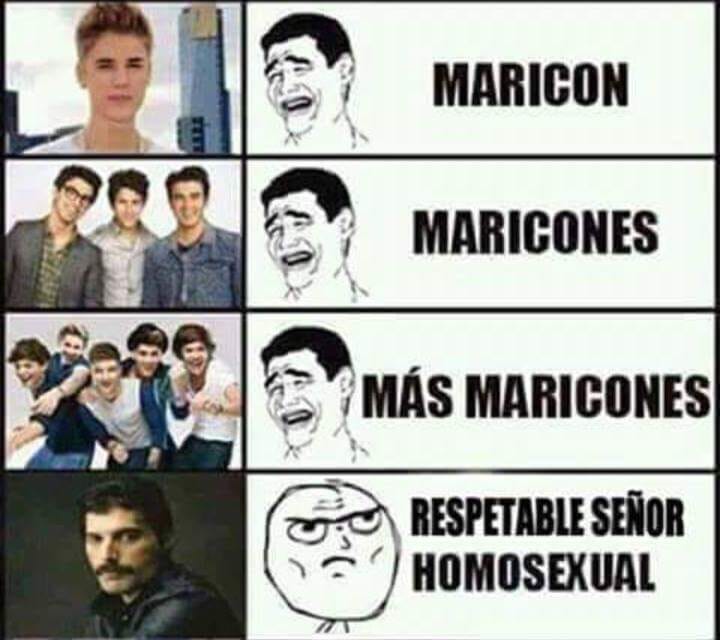 MARICON
MARICONES
MÁS MARICONES
RESPETABLE SEÑOR
HOMOSEXUAL